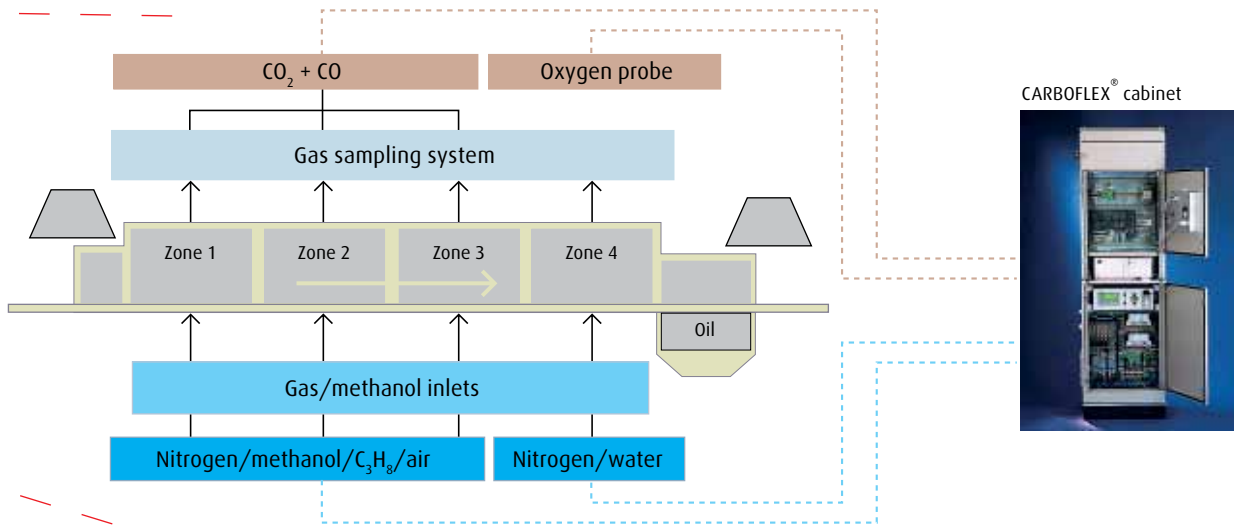 CO₂ + CO
Oxygen probe
CARBOFLEX® cabinet
Gas sampling system
Zone 1
Zone 2
Zone 3
Zone 4
Oil
Gas/methanol inlets
Nitrogen/methanol/C₃H₈/air
Nitrogen/water